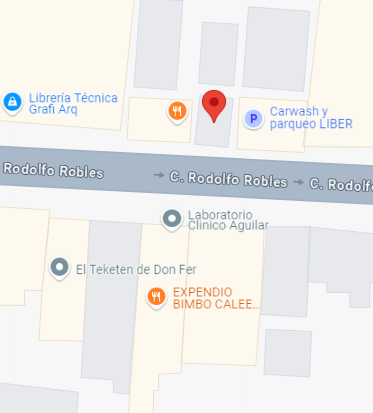 Librería Técnica
Grafi Arq
P
Carwash y
parqueo LIBER
Rodolfo Robles
C. Rodolfo Robles
C. Rodolf
Laboratorio
Clinico Aguilar
El Teketen de Don Fer
EXPENDIO
BIMBO CALEE...